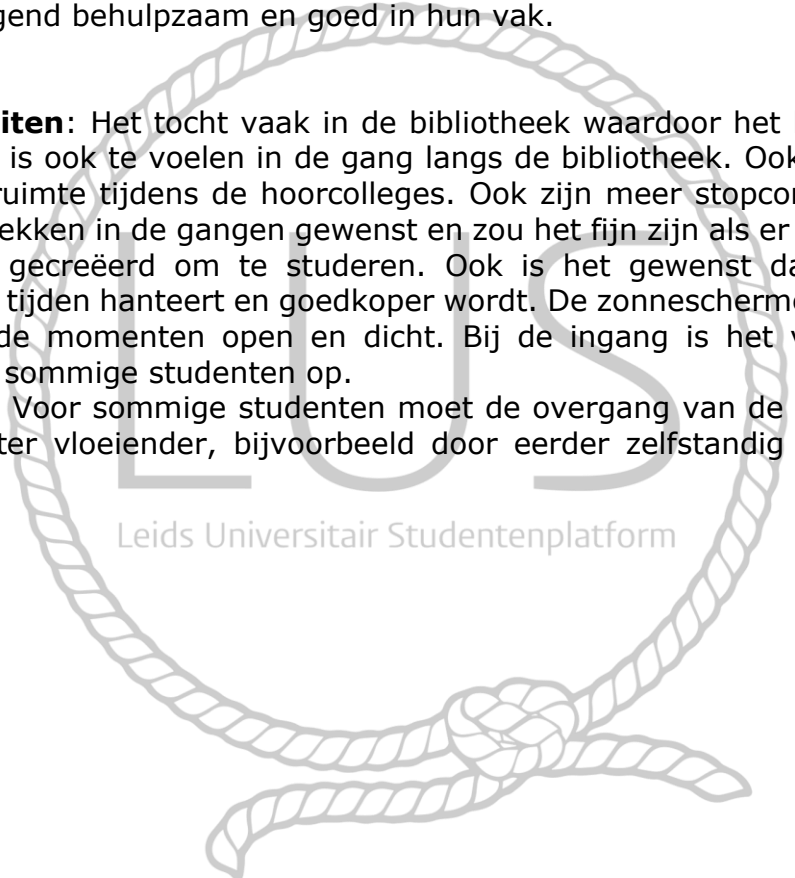 gend behulpzaam en goed in hun vak.
iten: Het tocht vaak in de bibliotheek waardoor het
is ook te voelen in de gang langs de bibliotheek. Ook
ruimte tijdens de hoorcolleges. Ook zijn meer stopcon
ekken in de gangen gewenst en zou het fijn zijn als er
gecreëerd om te studeren. Ook is het gewenst da
tijden hanteert en goedkoper wordt. De zonnescherme
de momenten open en dicht. Bij de ingang is het v
sommige studenten op.
Voor sommige studenten moet de overgang van de
ter vloeiender, bijvoorbeeld door eerder zelfstandig
LUS
Leids Universitair Studentenplatform